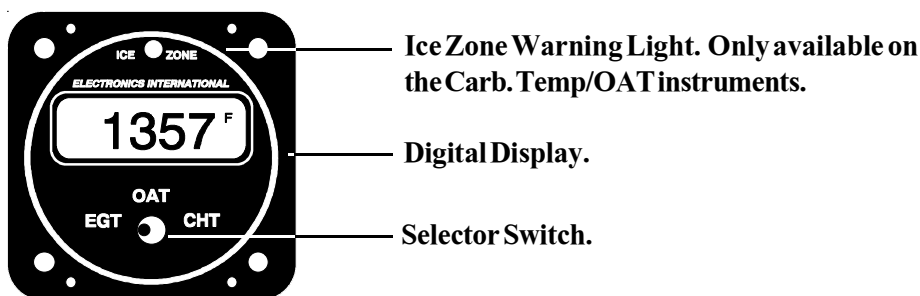 ICE ZONE
Ice Zone Warning Light. Only available on
the Carb. Temp/OAT instruments.
ELECTRONICS INTERNATIONAL
1357 F
Digital Display.
OAT
EGT CHT
Selector Switch.